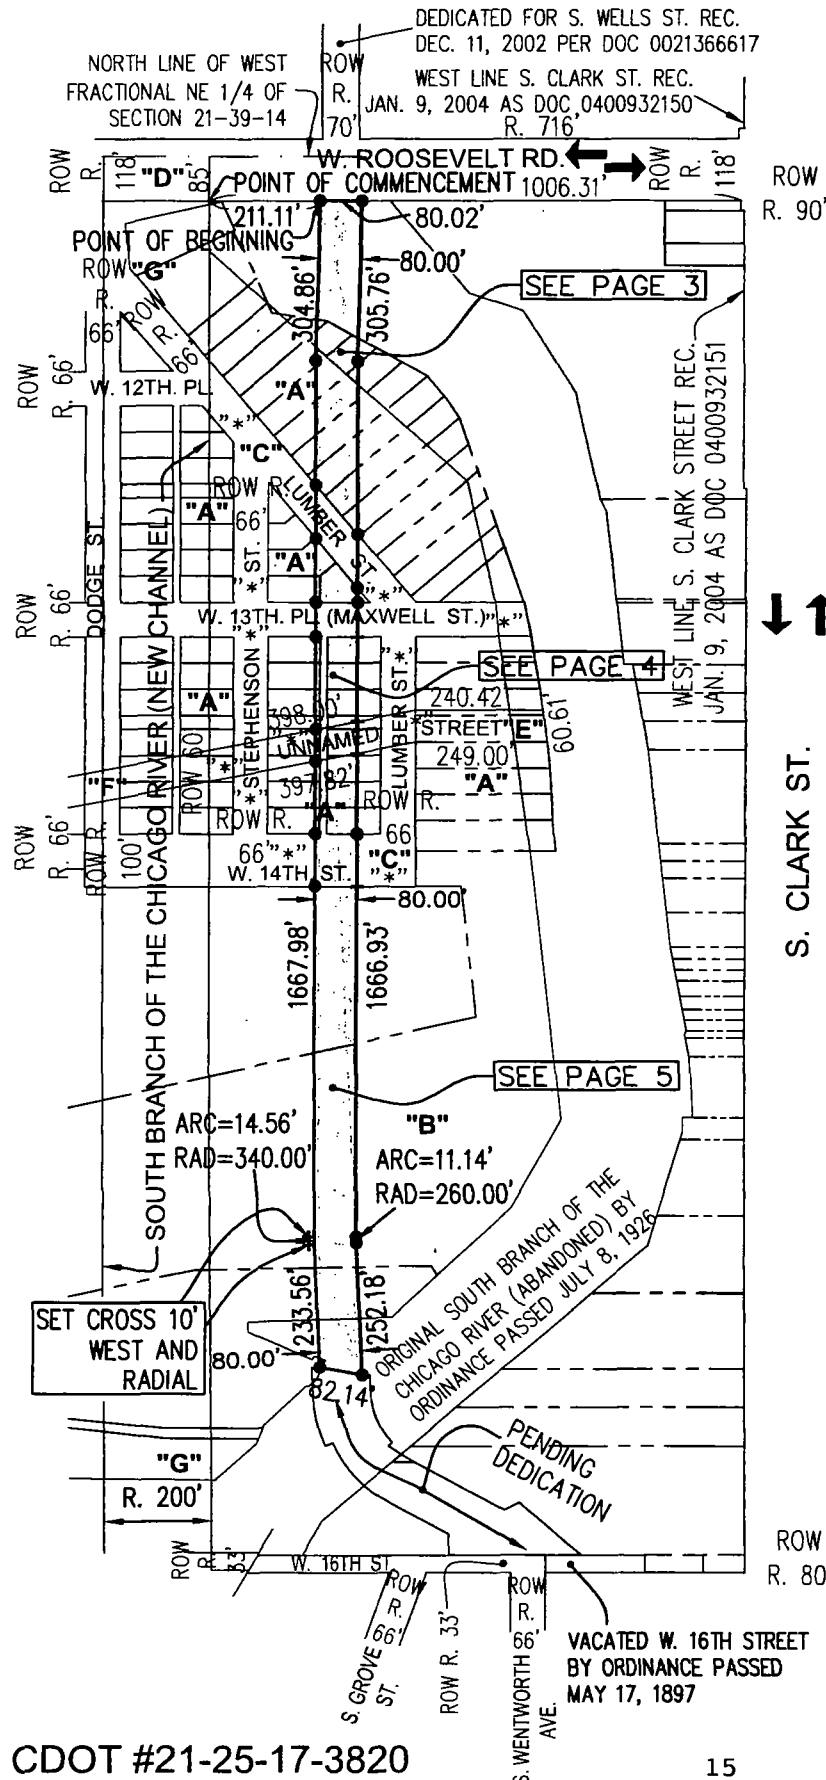 DEDICATED FOR S. WELLS ST. REC.
DEC. 11, 2002 PER DOC 0021366617
NORTH LINE OF WEST
FRACTIONAL NE 1/4 OF
SECTION 21-39-14
ROW
R.
70'
WEST LINE S. CLARK ST. REC.
JAN. 9, 2004 AS DOC 0400932150
R. 716'
ROW
R.
118'
"D"
85'
W. ROOSEVELT RD.
POINT OF COMMENCEMENT 1006.31'
ROW
R.
118'
ROW
R. 90'
211.11'
80.02'
POINT OF BEGINNING
80.00'
ROW
R.
66'
"G"
ROW
R.
66'
304.86'
305.76'
SEE PAGE 3
ROW
R. 66'
W. 12TH. PL.
"A"
"*"
"C"
ROW R.
66'
LUMBER ST.
"*"
"A"
ST.
"*"
"A"
WEST LINE S. CLARK STREET REC.
JAN. 9, 2004 AS DOC 0400932151
DODGE ST.
SOUTH BRANCH OF THE CHICAGO RIVER (NEW CHANNEL)
ROW
R. 66'
W. 13TH. PL. (MAXWELL ST.)"*"
"*"
STEPHENSON
"*"
"*"
SEE PAGE 4
LUMBER ST.
"*"
"A"
398.00'
"*"
UNNAMED
"*"
STREET
"E"
240.42
249.00'
60.61'
"A"
397.82'
"F"
ROW 60'
"*"
"*"
"A"
ROW R.
66'
"*"
ROW R.
66
"C"
"*"
ROW
R. 66'
ROW R.
100'
W. 14TH. ST.
80.00'
S. CLARK ST.
1667.98'
1666.93'
SEE PAGE 5
"B"
ARC=14.56'
RAD=340.00'
ARC=11.14'
RAD=260.00'
SET CROSS 10'
WEST AND
RADIAL
233.56'
252.18'
80.00'
82.14'
ORIGINAL SOUTH BRANCH OF THE
CHICAGO RIVER (ABANDONED) BY
ORDINANCE PASSED JULY 8, 1926
PENDING
DEDICATION
"G"
R. 200'
ROW
R.
33'
W. 16TH ST.
ROW
R. 80
ROW
R.
66'
S. GROVE
ST.
ROW R. 33'
ROW
R.
66'
S. WENTWORTH
AVE.
VACATED W. 16TH STREET
BY ORDINANCE PASSED
MAY 17, 1897
CDOT #21-25-17-3820
15